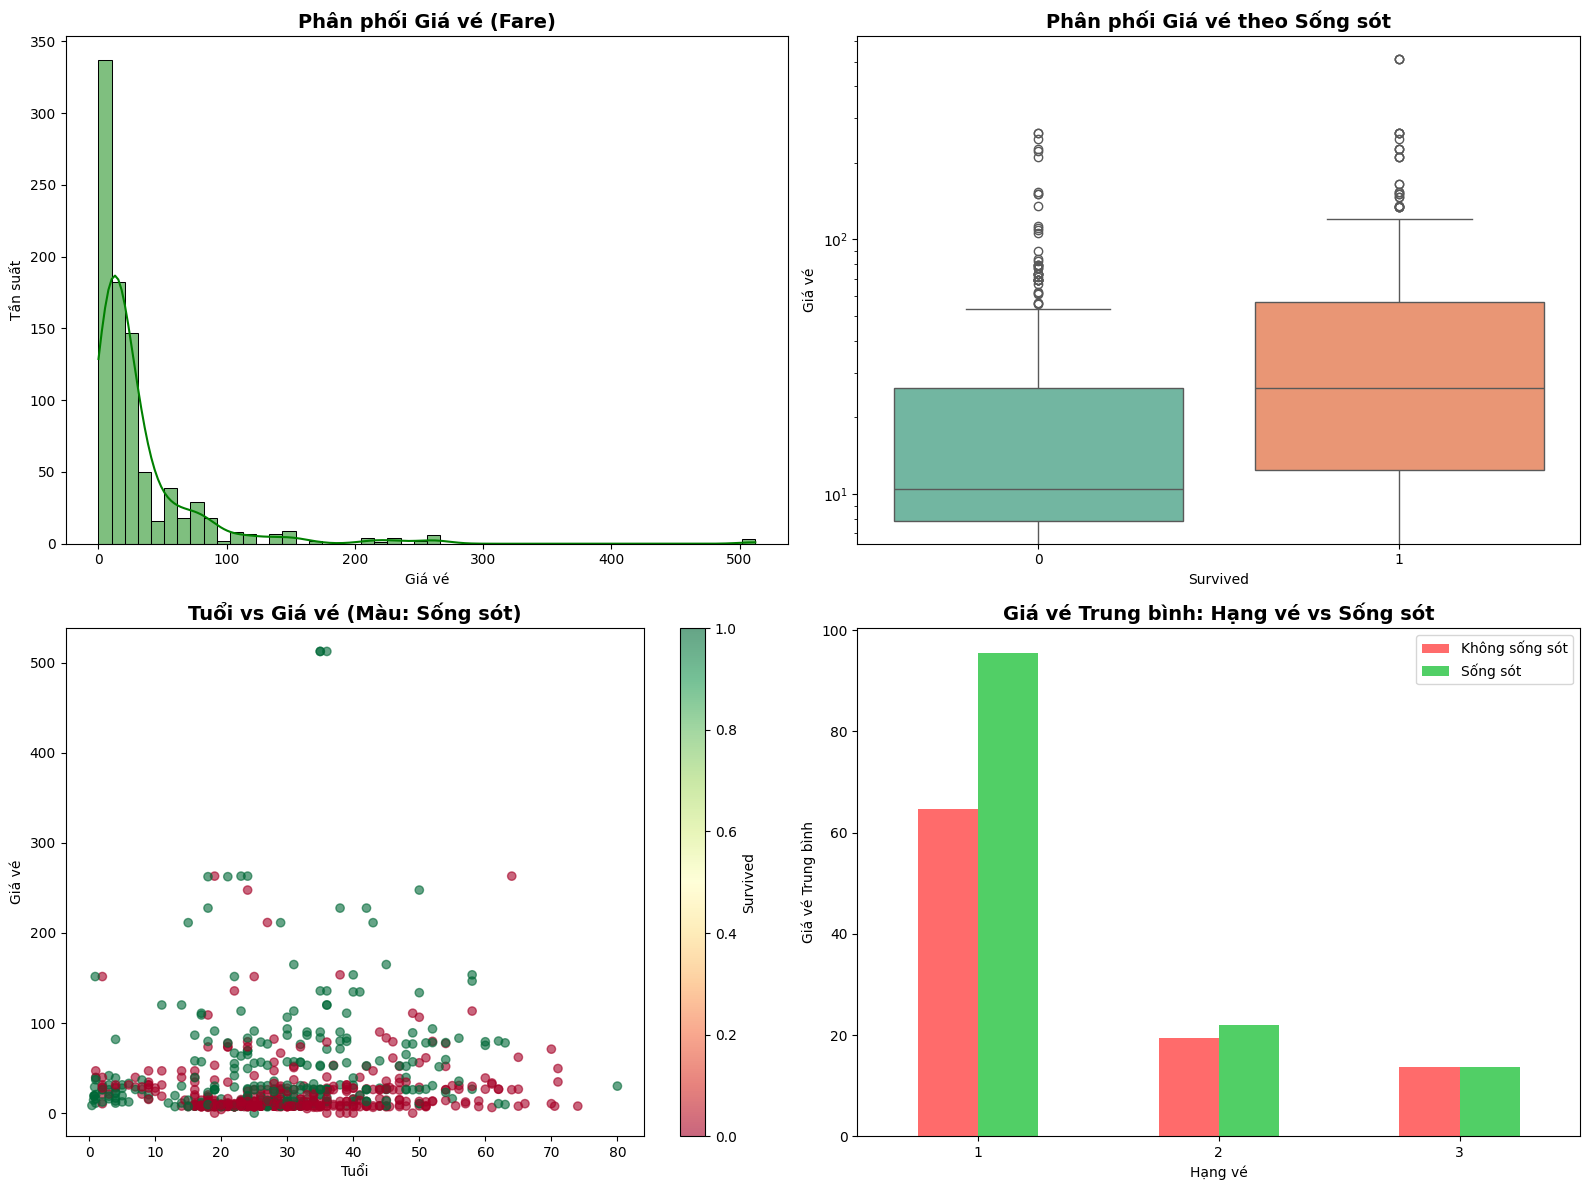 Phân phối Giá vé (Fare)
350
300
250
200
150
100
50
0
Tần suất
0 100 200 300 400 500
Giá vé
Phân phối Giá vé theo Sống sót
10²
10¹
Giá vé
0 1
Survived
Tuổi vs Giá vé (Màu: Sống sót)
500
400
300
200
100
0
Giá vé
0 10 20 30 40 50 60 70 80
Tuổi
1.0
0.8
0.6
0.4
0.2
0.0
Survived
Giá vé Trung bình: Hạng vé vs Sống sót
Không sống sót
Sống sót
100
80
60
40
20
0
Giá vé Trung bình
1 2 3
Hạng vé